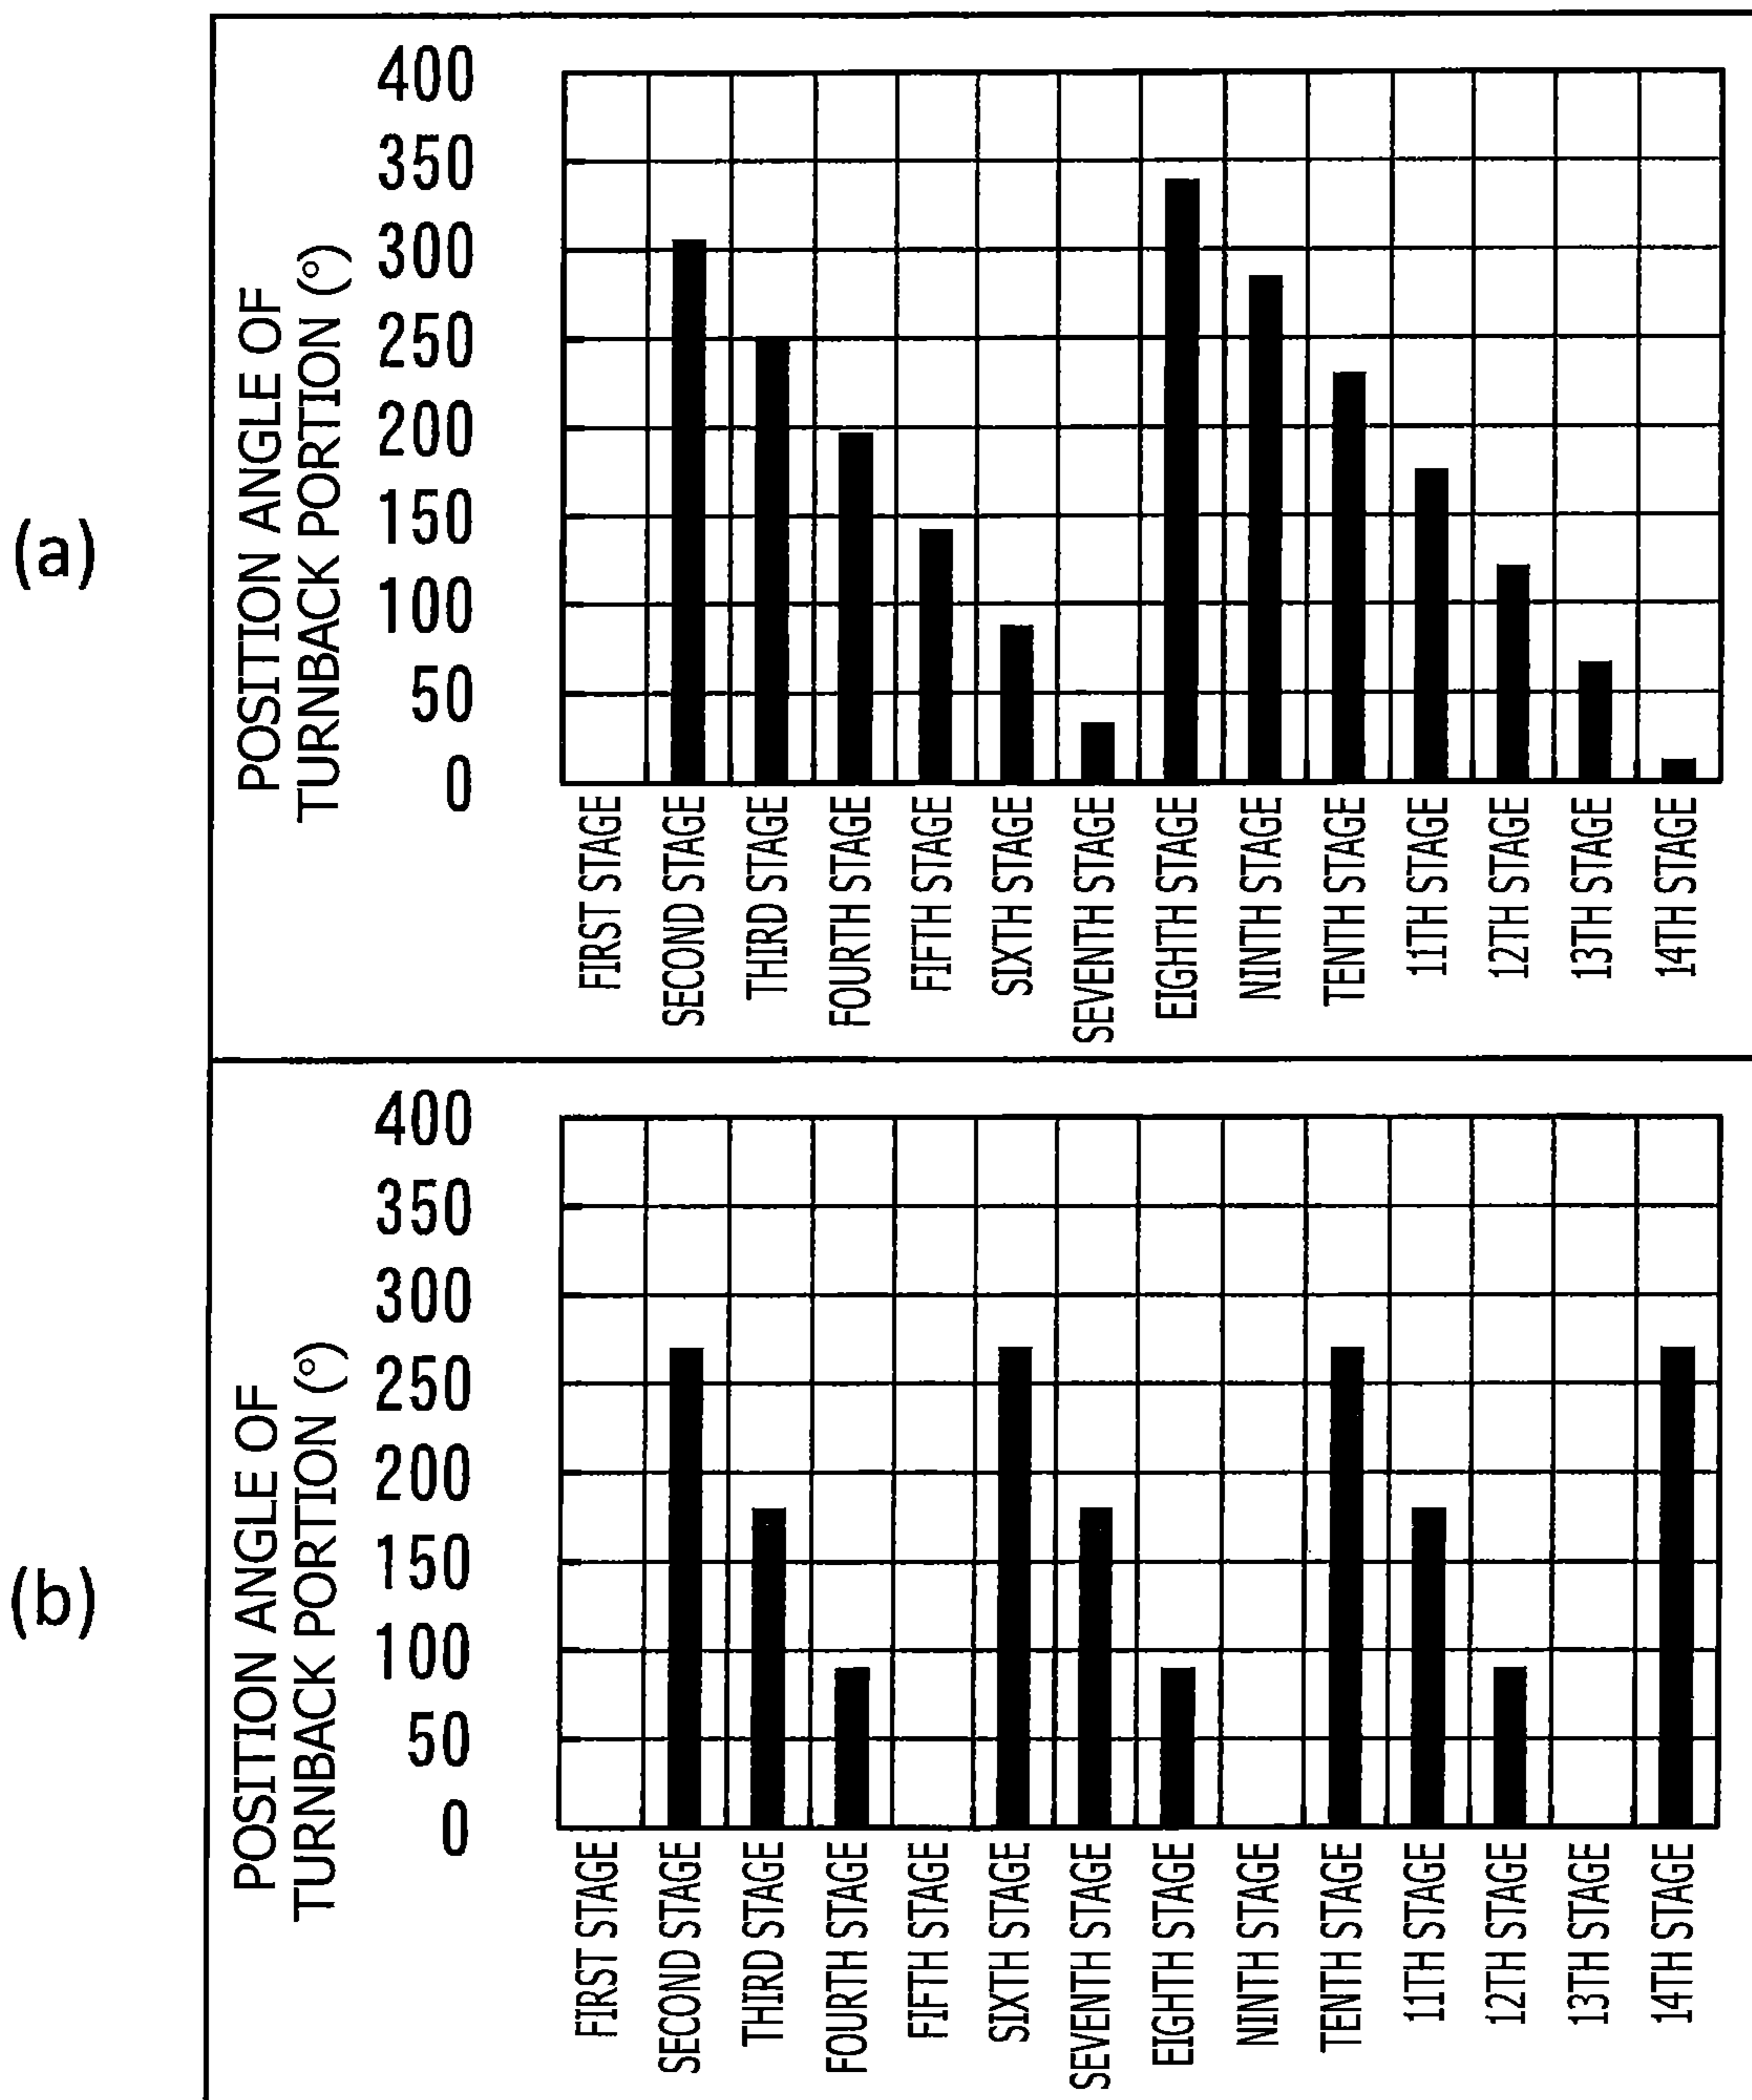 (a)
POSITION ANGLE OF
TURNBACK PORTION (°)
400
350
300
250
200
150
100
50
0
FIRST STAGE
SECOND STAGE
THIRD STAGE
FOURTH STAGE
FIFTH STAGE
SIXTH STAGE
SEVENTH STAGE
EIGHTH STAGE
NINTH STAGE
TENTH STAGE
11TH STAGE
12TH STAGE
13TH STAGE
14TH STAGE
(b)
POSITION ANGLE OF
TURNBACK PORTION (°)
400
350
300
250
200
150
100
50
0
FIRST STAGE
SECOND STAGE
THIRD STAGE
FOURTH STAGE
FIFTH STAGE
SIXTH STAGE
SEVENTH STAGE
EIGHTH STAGE
NINTH STAGE
TENTH STAGE
11TH STAGE
12TH STAGE
13TH STAGE
14TH STAGE